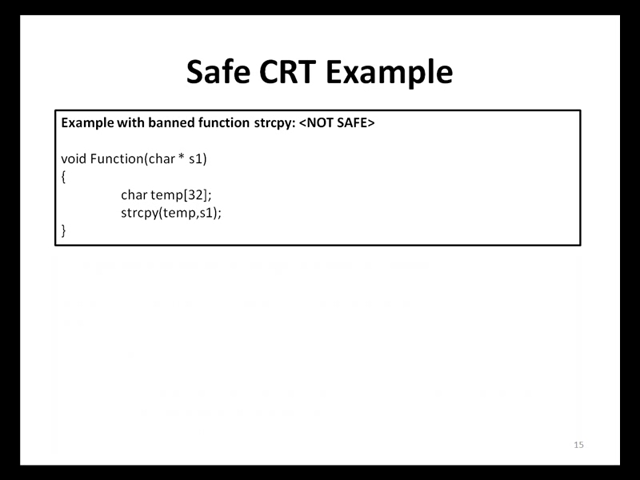 Safe CRT Example
Example with banned function strcpy: <NOT SAFE>
void Function(char * s1)
{
char temp[32];
strcpy(temp,s1);
}
15